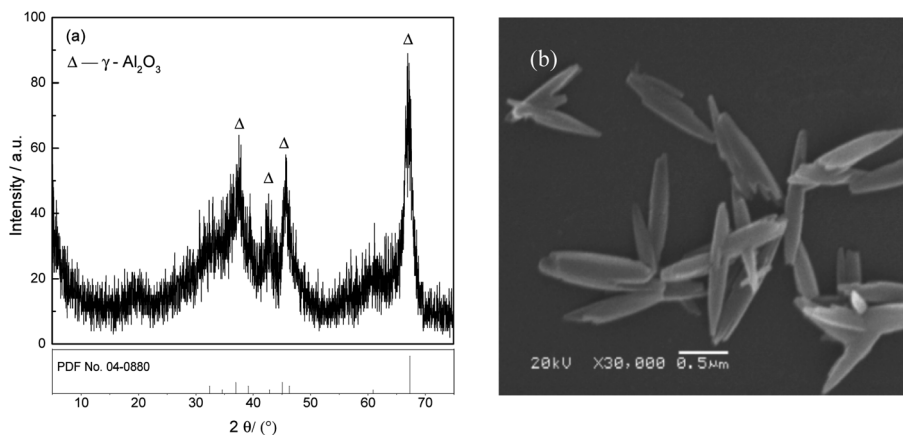 100
(a)
Δ
Δ — γ - Al₂O₃
80
Δ
Δ
60
Δ
Intensity / a.u.
40
20
0
PDF No. 04-0880
10 20 30 40 50 60 70
2 θ/ (°)
(b)
20kV X30,000 0.5μm